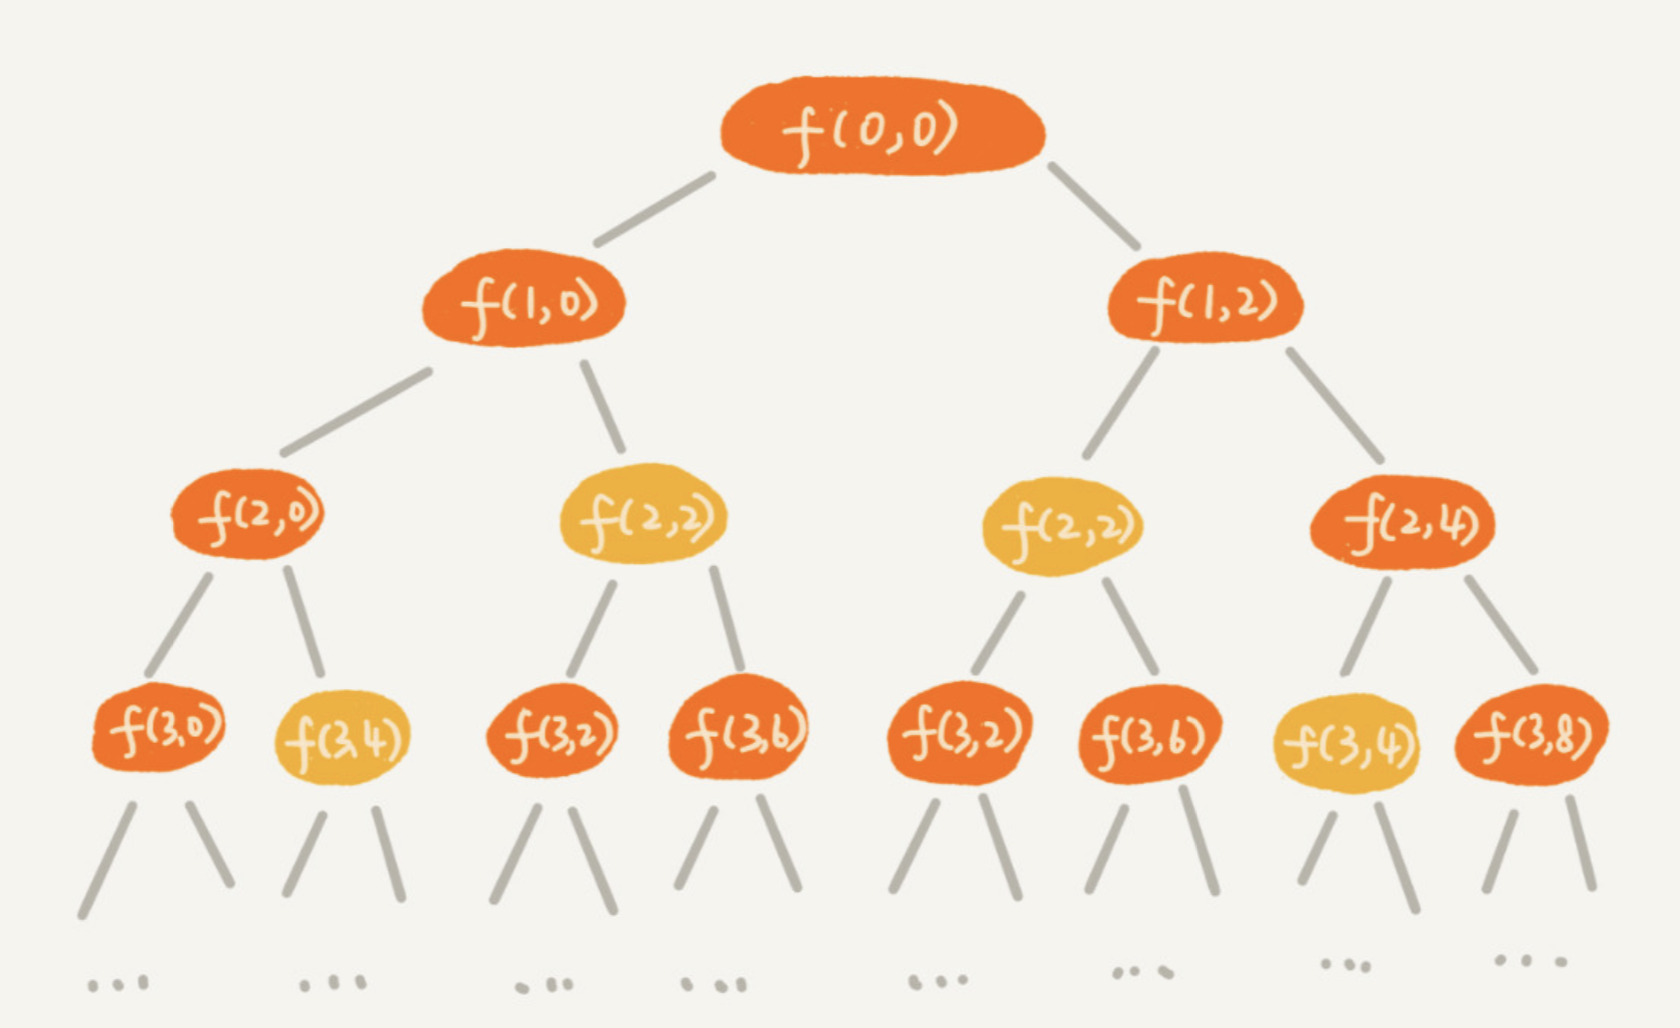 f(0,0)
f(1,0) f(1,2)
f(2,0) f(2,2) f(2,2) f(2,4)
f(3,0) f(3,4) f(3,2) f(3,6) f(3,2) f(3,6) f(3,4) f(3,8)
... ... ... ... ... ... ... ...